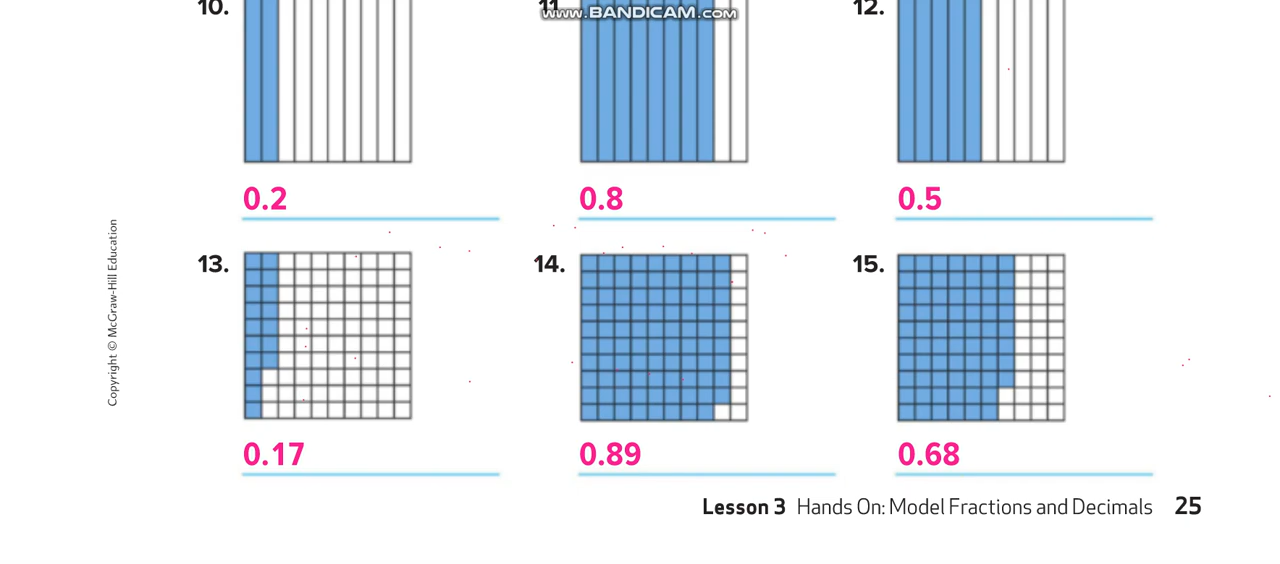 10. 11. 12.
www.BANDICAM.com
0.2 0.8 0.5
13. 14. 15.
0.17 0.89 0.68
Copyright © McGraw-Hill Education
Lesson 3 Hands On: Model Fractions and Decimals 25